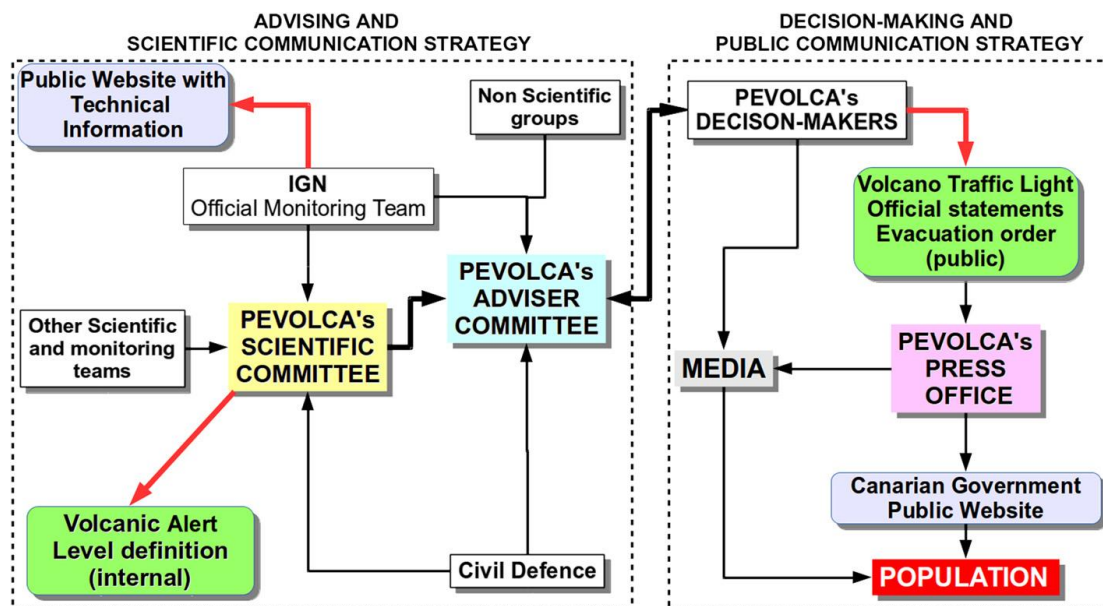 ADVISING AND
SCIENTIFIC COMMUNICATION STRATEGY
Public Website with
Technical
Information
Non Scientific
groups
IGN
Official Monitoring Team
PEVOLCA's
ADVISER
COMMITTEE
Other Scientific
and monitoring
teams
PEVOLCA's
SCIENTIFIC
COMMITTEE
Volcanic Alert
Level definition
(internal)
Civil Defence
DECISION-MAKING AND
PUBLIC COMMUNICATION STRATEGY
PEVOLCA's
DECISON-MAKERS
Volcano Traffic Light
Official statements
Evacuation order
(public)
MEDIA
PEVOLCA's
PRESS
OFFICE
Canarian Government
Public Website
POPULATION